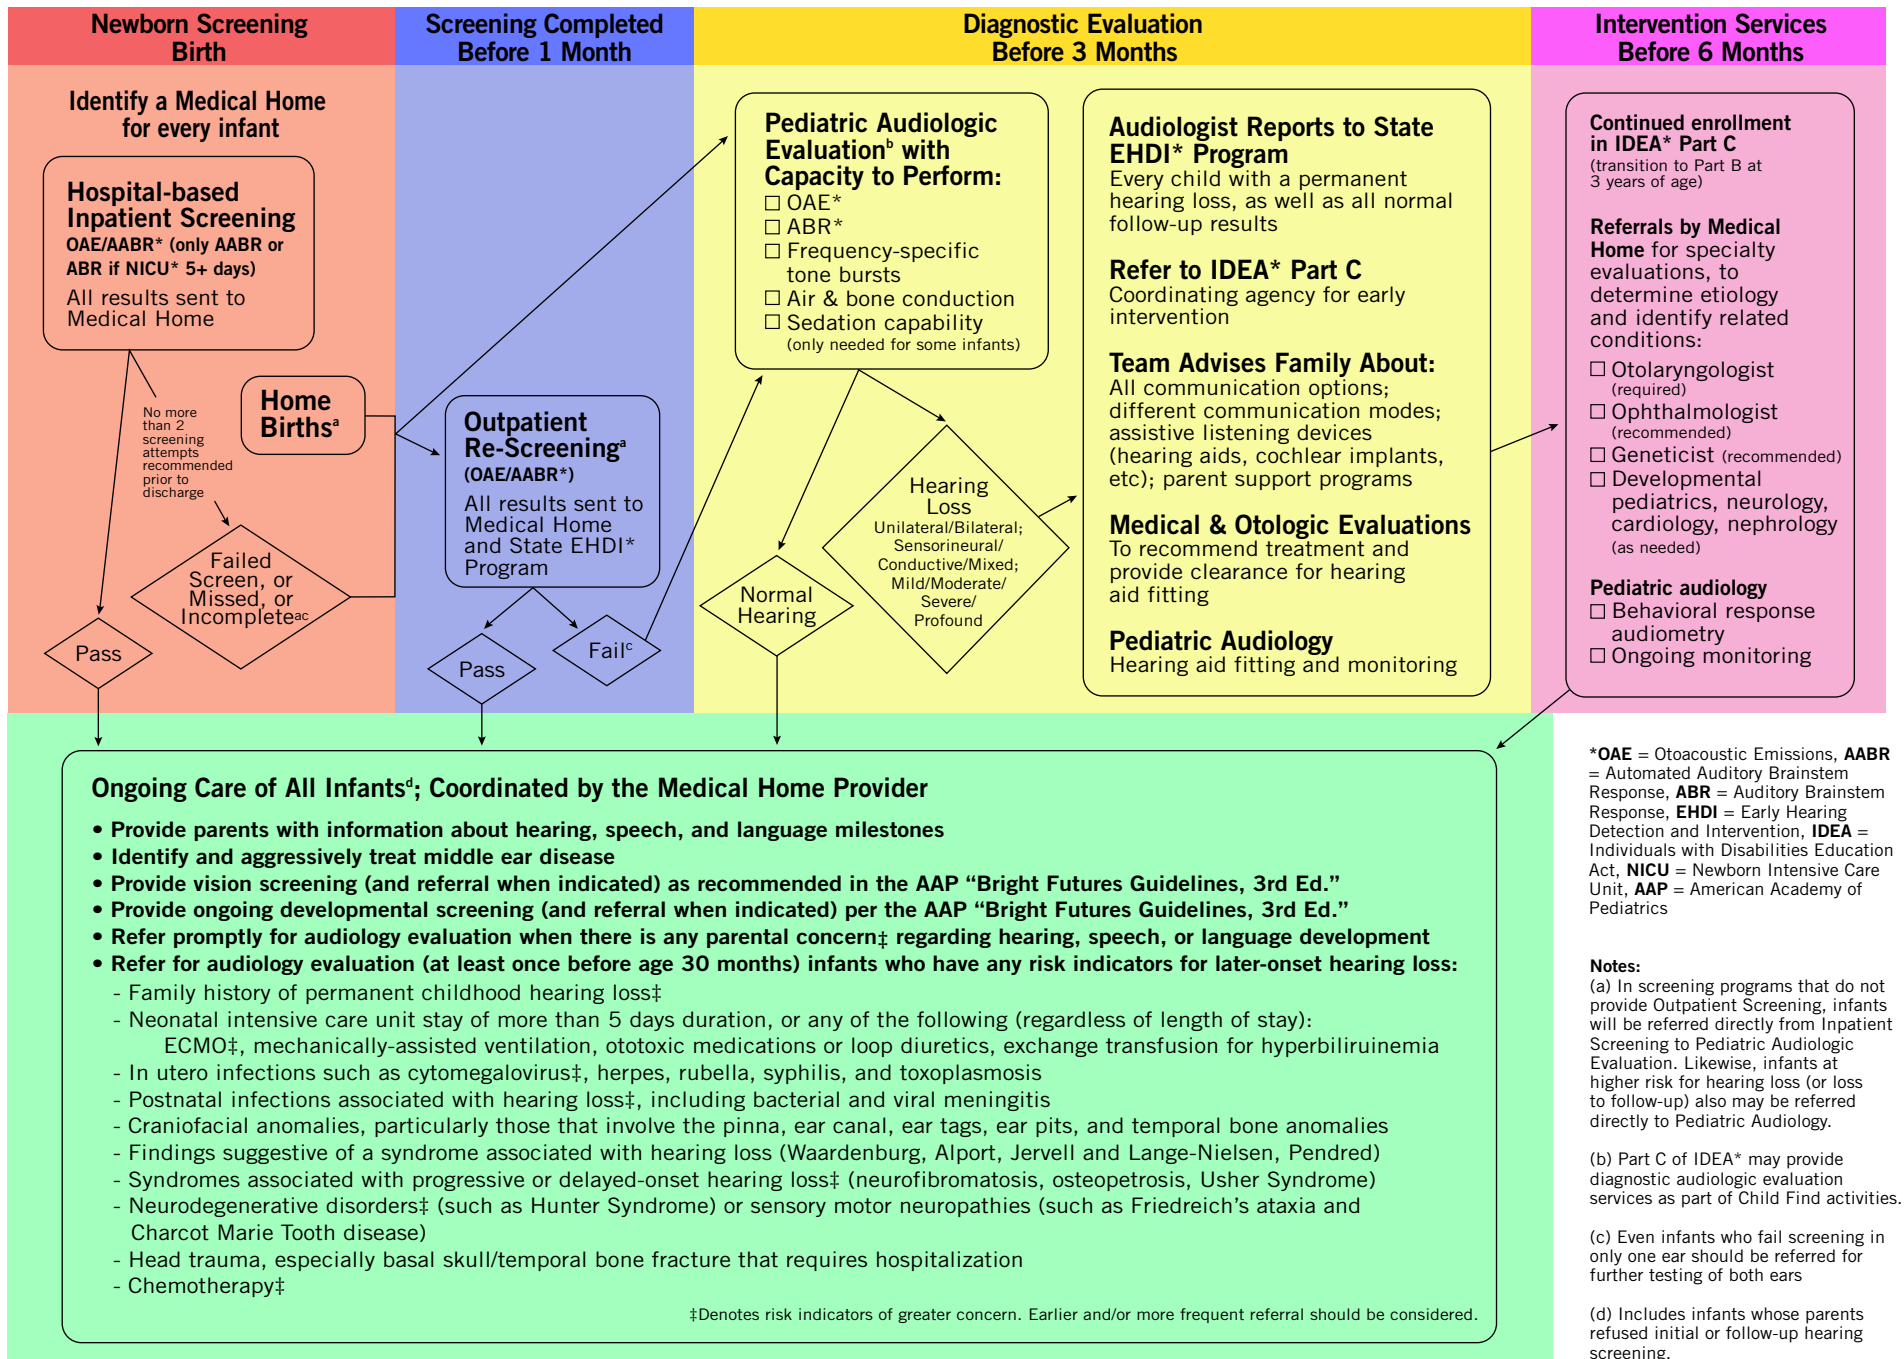 Newborn Screening
Birth
Screening Completed
Before 1 Month
Diagnostic Evaluation
Before 3 Months
Intervention Services
Before 6 Months
Identify a Medical Home
for every infant
Hospital-based
Inpatient Screening
OAE/AABR* (only AABR or
ABR if NICU* 5+ days)
All results sent to
Medical Home
No more
than 2
screening
attempts
recommended
prior to
discharge
Home
Birthsᵃ
Failed
Screen, or
Missed, or
Incompleteᵃᶜ
Pass
Outpatient
Re-Screeningᵃ
(OAE/AABR*)
All results sent to
Medical Home
and State EHDI*
Program
Pass
Failᶜ
Pediatric Audiologic
Evaluationᵇ with
Capacity to Perform:
☐ OAE*
☐ ABR*
☐ Frequency-specific
tone bursts
☐ Air & bone conduction
☐ Sedation capability
(only needed for some infants)
Normal
Hearing
Hearing
Loss
Unilateral/Bilateral;
Sensorineural/
Conductive/Mixed;
Mild/Moderate/
Severe/
Profound
Audiologist Reports to State
EHDI* Program
Every child with a permanent
hearing loss, as well as all normal
follow-up results
Refer to IDEA* Part C
Coordinating agency for early
intervention
Team Advises Family About:
All communication options;
different communication modes;
assistive listening devices
(hearing aids, cochlear implants,
etc); parent support programs
Medical & Otologic Evaluations
To recommend treatment and
provide clearance for hearing
aid fitting
Pediatric Audiology
Hearing aid fitting and monitoring
Continued enrollment
in IDEA* Part C
(transition to Part B at
3 years of age)
Referrals by Medical
Home for specialty
evaluations, to
determine etiology
and identify related
conditions:
☐ Otolaryngologist
(required)
☐ Ophthalmologist
(recommended)
☐ Geneticist (recommended)
☐ Developmental
pediatrics, neurology,
cardiology, nephrology
(as needed)
Pediatric audiology
☐ Behavioral response
audiometry
☐ Ongoing monitoring
Ongoing Care of All Infantsᵈ; Coordinated by the Medical Home Provider
• Provide parents with information about hearing, speech, and language milestones
• Identify and aggressively treat middle ear disease
• Provide vision screening (and referral when indicated) as recommended in the AAP “Bright Futures Guidelines, 3rd Ed.”
• Provide ongoing developmental screening (and referral when indicated) per the AAP “Bright Futures Guidelines, 3rd Ed.”
• Refer promptly for audiology evaluation when there is any parental concern‡ regarding hearing, speech, or language development
• Refer for audiology evaluation (at least once before age 30 months) infants who have any risk indicators for later-onset hearing loss:
- Family history of permanent childhood hearing loss‡
- Neonatal intensive care unit stay of more than 5 days duration, or any of the following (regardless of length of stay):
ECMO‡, mechanically-assisted ventilation, ototoxic medications or loop diuretics, exchange transfusion for hyperbiliruinemia
- In utero infections such as cytomegalovirus‡, herpes, rubella, syphilis, and toxoplasmosis
- Postnatal infections associated with hearing loss‡, including bacterial and viral meningitis
- Craniofacial anomalies, particularly those that involve the pinna, ear canal, ear tags, ear pits, and temporal bone anomalies
- Findings suggestive of a syndrome associated with hearing loss (Waardenburg, Alport, Jervell and Lange-Nielsen, Pendred)
- Syndromes associated with progressive or delayed-onset hearing loss‡ (neurofibromatosis, osteopetrosis, Usher Syndrome)
- Neurodegenerative disorders‡ (such as Hunter Syndrome) or sensory motor neuropathies (such as Friedreich’s ataxia and
Charcot Marie Tooth disease)
- Head trauma, especially basal skull/temporal bone fracture that requires hospitalization
- Chemotherapy‡
‡Denotes risk indicators of greater concern. Earlier and/or more frequent referral should be considered.
*OAE = Otoacoustic Emissions, AABR
= Automated Auditory Brainstem
Response, ABR = Auditory Brainstem
Response, EHDI = Early Hearing
Detection and Intervention, IDEA =
Individuals with Disabilities Education
Act, NICU = Newborn Intensive Care
Unit, AAP = American Academy of
Pediatrics
Notes:
(a) In screening programs that do not
provide Outpatient Screening, infants
will be referred directly from Inpatient
Screening to Pediatric Audiologic
Evaluation. Likewise, infants at
higher risk for hearing loss (or loss
to follow-up) also may be referred
directly to Pediatric Audiology.
(b) Part C of IDEA* may provide
diagnostic audiologic evaluation
services as part of Child Find activities.
(c) Even infants who fail screening in
only one ear should be referred for
further testing of both ears
(d) Includes infants whose parents
refused initial or follow-up hearing
screening.